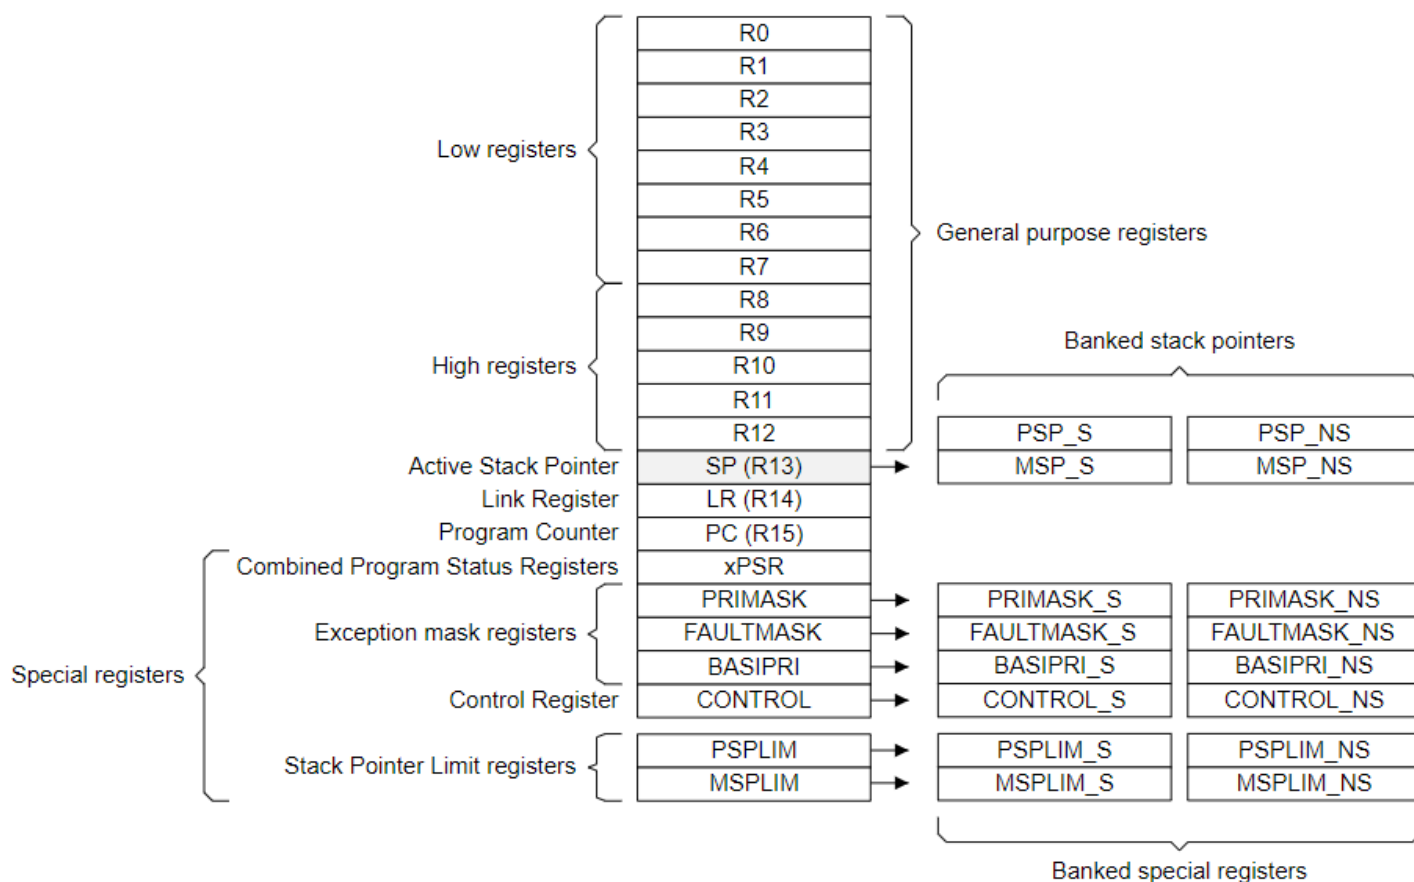 R0
R1
R2
R3
Low registers
R4
R5
R6
General purpose registers
R7
R8
R9
Banked stack pointers
High registers
R10
R11
R12
PSP_S
PSP_NS
Active Stack Pointer
SP (R13)
MSP_S
MSP_NS
Link Register
LR (R14)
Program Counter
PC (R15)
Combined Program Status Registers
xPSR
PRIMASK
PRIMASK_S
PRIMASK_NS
Exception mask registers
FAULTMASK
FAULTMASK_S
FAULTMASK_NS
Special registers
BASIPRI
BASIPRI_S
BASIPRI_NS
Control Register
CONTROL
CONTROL_S
CONTROL_NS
PSPLIM
PSPLIM_S
PSPLIM_NS
Stack Pointer Limit registers
MSPLIM
MSPLIM_S
MSPLIM_NS
Banked special registers